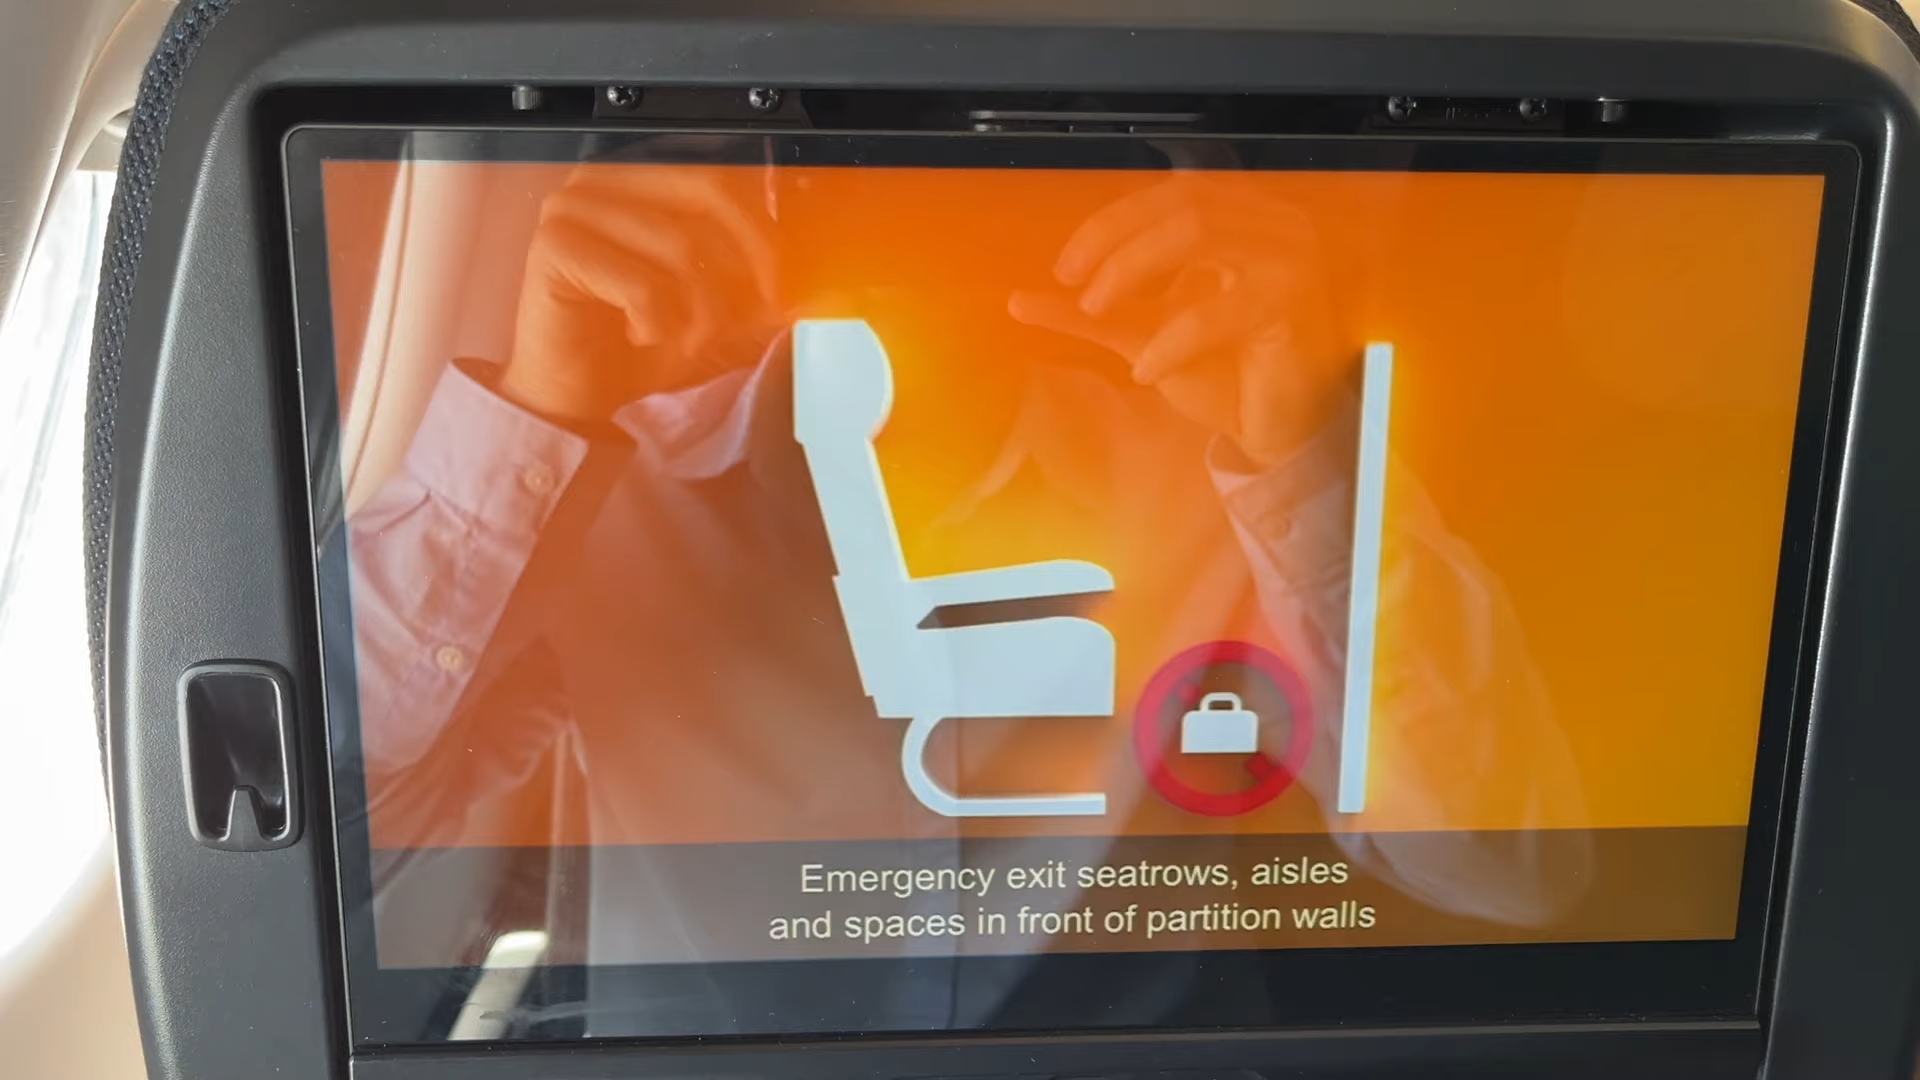 Emergency exit seatrows, aisles
and spaces in front of partition walls